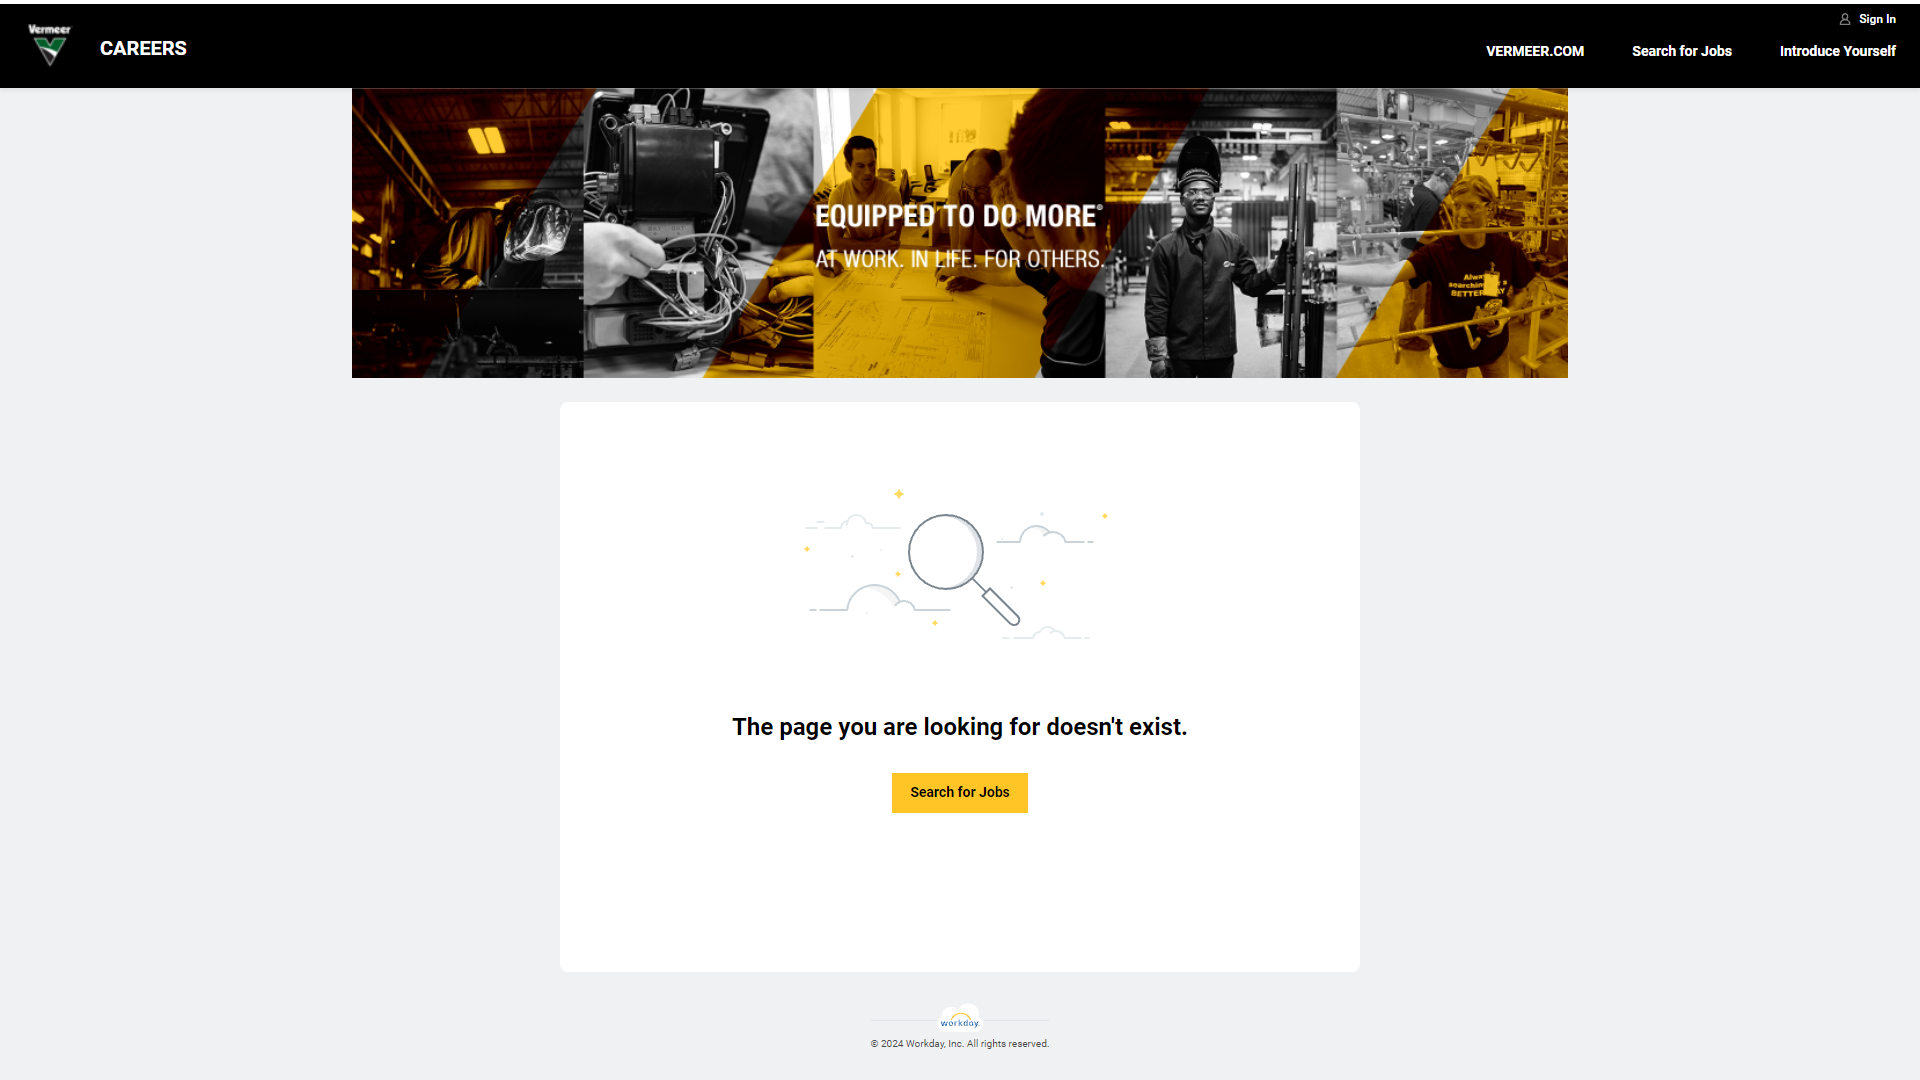 Vermeer
CAREERS
Sign In
VERMEER.COM
Search for Jobs
Introduce Yourself
EQUIPPED TO DO MORE®
AT WORK. IN LIFE. FOR OTHERS.
The page you are looking for doesn't exist.
Search for Jobs
workday.
© 2024 Workday, Inc. All rights reserved.